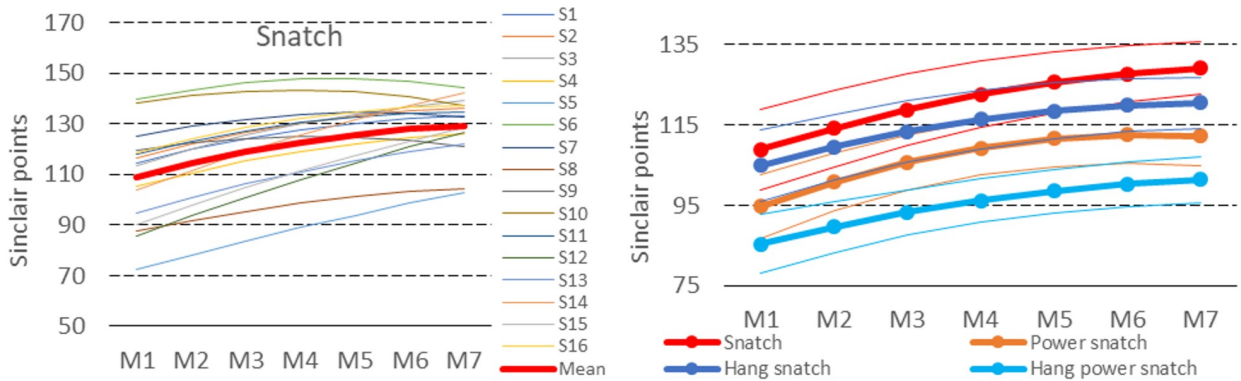 Snatch
Sinclair points
170
150
130
110
90
70
50
M1 M2 M3 M4 M5 M6 M7
S1
S2
S3
S4
S5
S6
S7
S8
S9
S10
S11
S12
S13
S14
S15
S16
Mean
Sinclair points
135
115
95
75
M1 M2 M3 M4 M5 M6 M7
Snatch Power snatch
Hang snatch Hang power snatch